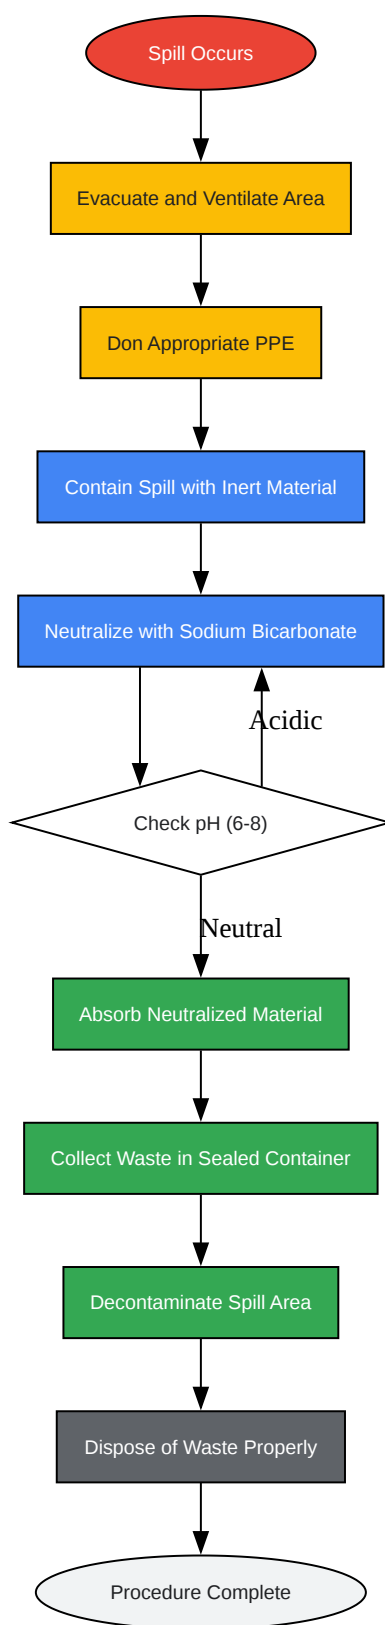 Spill Occurs
Evacuate and Ventilate Area
Don Appropriate PPE
Contain Spill with Inert Material
Neutralize with Sodium Bicarbonate
Acidic
Check pH (6-8)
Neutral
Absorb Neutralized Material
Collect Waste in Sealed Container
Decontaminate Spill Area
Dispose of Waste Properly
Procedure Complete